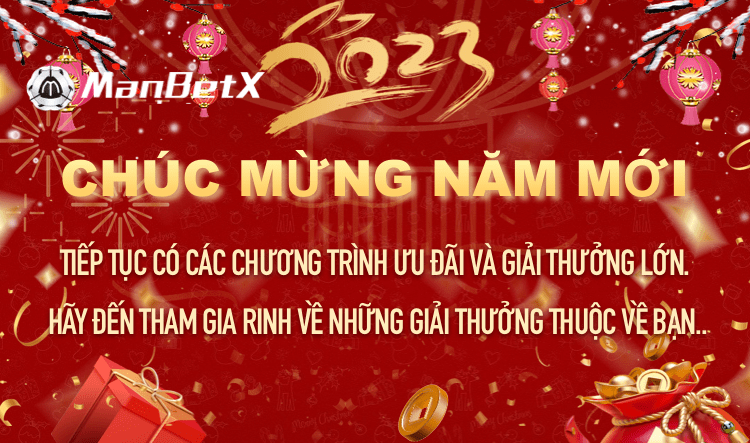 2023
ManBetX
CHÚC MỪNG NĂM MỚI
TIẾP TỤC CÓ CÁC CHƯƠNG TRÌNH ƯU ĐÃI VÀ GIẢI THƯỞNG LỚN.
HÃY ĐẾN THAM GIA RINH VỀ NHỮNG GIẢI THƯỞNG THUỘC VỀ BẠN..